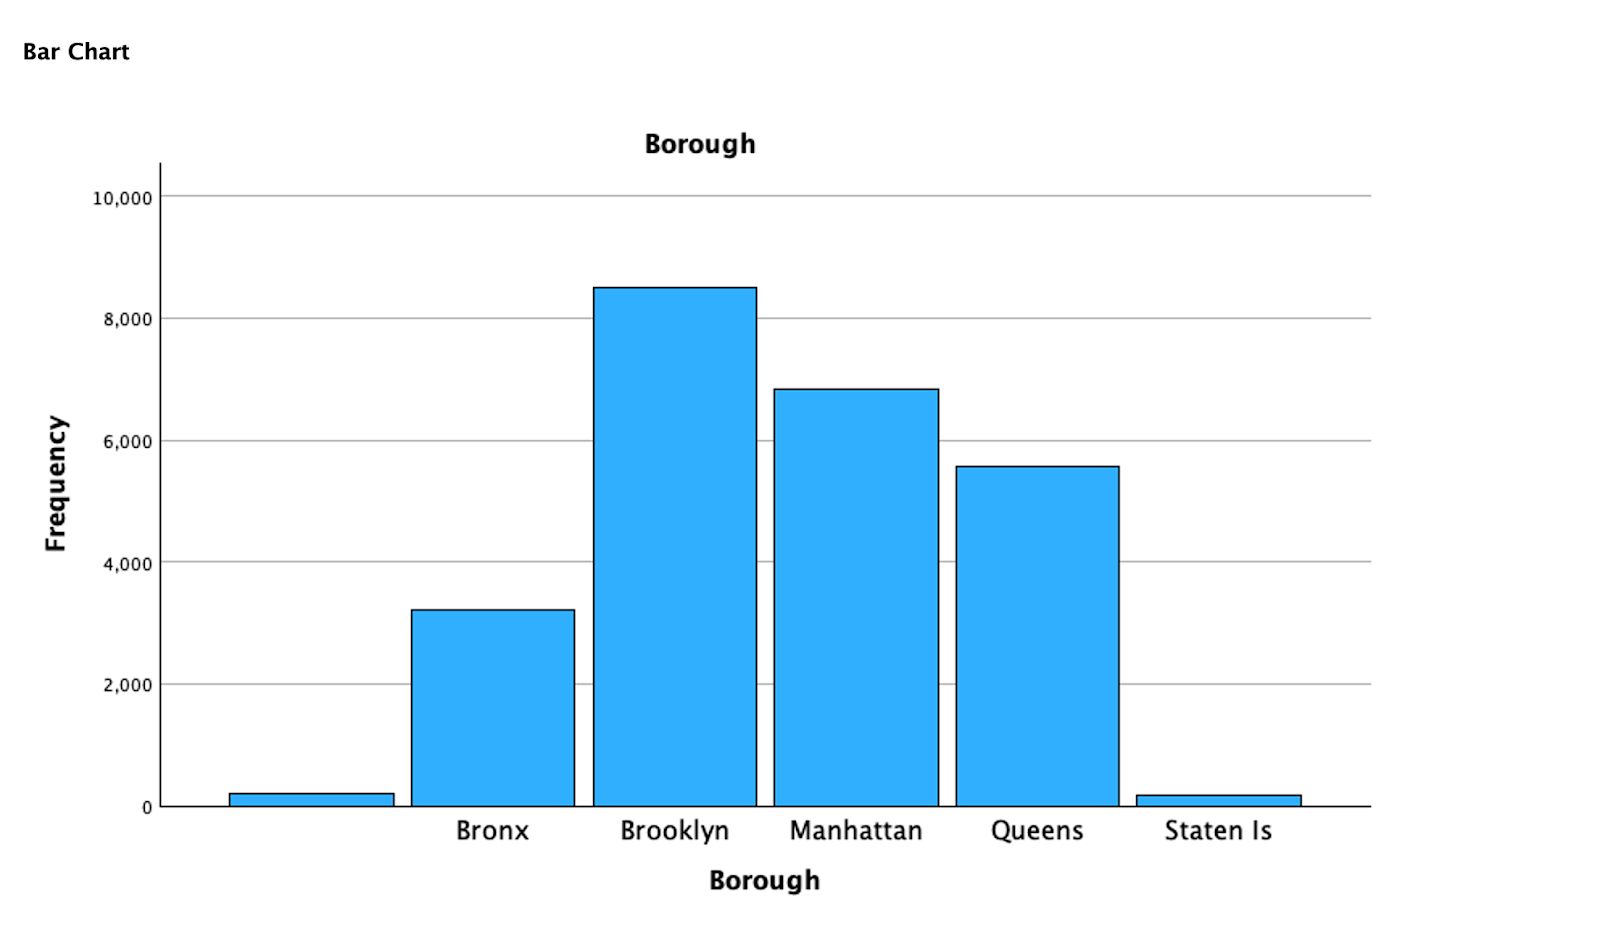 Bar Chart
Borough
10,000
8,000
6,000
4,000
2,000
0
Frequency
Bronx Brooklyn Manhattan Queens Staten Is
Borough